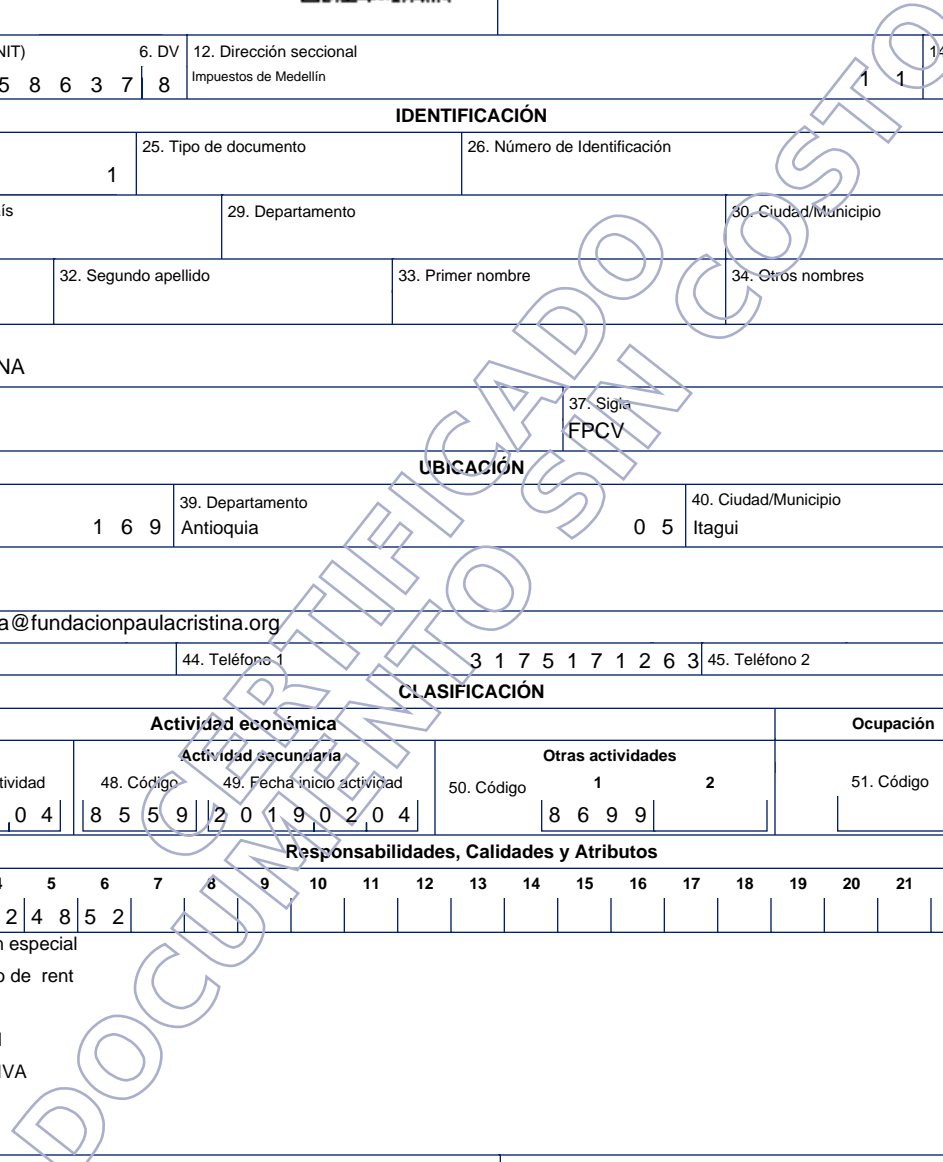 NIT) 6. DV 12. Dirección seccional 14
5 8 6 3 7 8 Impuestos de Medellín 1 1
IDENTIFICACIÓN
25. Tipo de documento 26. Número de Identificación
1
ís 29. Departamento 30. Ciudad/Municipio
32. Segundo apellido 33. Primer nombre 34. Otros nombres
NA
37. Sigla
FPCV
UBICACIÓN
39. Departamento 40. Ciudad/Municipio
1 6 9 Antioquia 0 5 Itagui
a@fundacionpaulacristina.org
44. Teléfono 1 3 1 7 5 1 7 1 2 6 3 45. Teléfono 2
CLASIFICACIÓN
Actividad económica Ocupación
Actividad secundaria Otras actividades
tividad 48. Código 49. Fecha inicio actividad 50. Código 1 2 51. Código
0 4 8 5 5 9 2 0 1 9 0 2 0 4 8 6 9 9
Responsabilidades, Calidades y Atributos
5 6 7 8 9 10 11 12 13 14 15 16 17 18 19 20 21
2 4 8 5 2
n especial
o de rent
IVA
CERTIFICADO
DOCUMENTO SIN COSTO